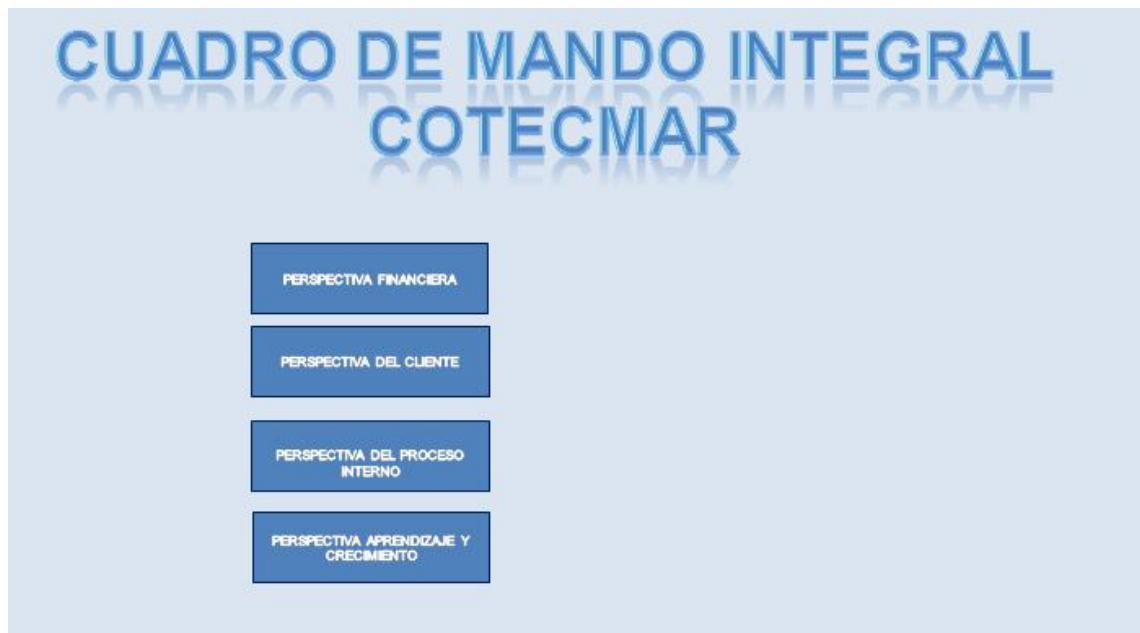 CUADRO DE MANDO INTEGRAL
COTECMAR
PERSPECTIVA FINANCIERA
PERSPECTIVA DEL CLIENTE
PERSPECTIVA DEL PROCESO
INTERNO
PERSPECTIVA APRENDIZAJE Y
CRECIMIENTO